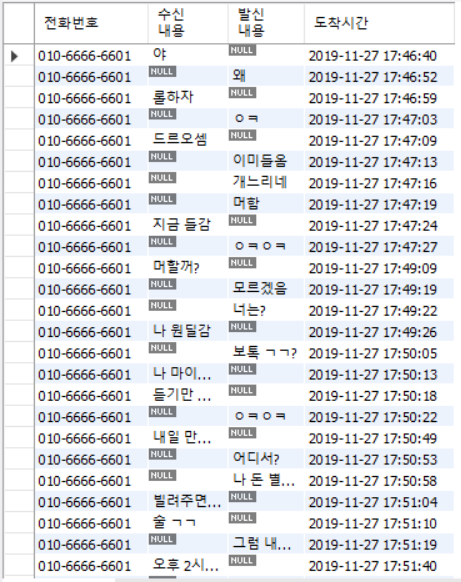 전화번호 수신 내용 발신 내용 도착시간
010-6666-6601 야 NULL 2019-11-27 17:46:40
010-6666-6601 NULL 왜 2019-11-27 17:46:52
010-6666-6601 롤하자 NULL 2019-11-27 17:46:59
010-6666-6601 NULL ㅇㅋ 2019-11-27 17:47:03
010-6666-6601 드르오셈 NULL 2019-11-27 17:47:09
010-6666-6601 NULL 이미들옴 2019-11-27 17:47:13
010-6666-6601 NULL 개느리네 2019-11-27 17:47:16
010-6666-6601 NULL 머함 2019-11-27 17:47:19
010-6666-6601 지금 들감 NULL 2019-11-27 17:47:24
010-6666-6601 NULL ㅇㅋㅇㅋ 2019-11-27 17:47:27
010-6666-6601 머할꺼? NULL 2019-11-27 17:49:09
010-6666-6601 NULL 모르겠음 2019-11-27 17:49:19
010-6666-6601 NULL 너는? 2019-11-27 17:49:22
010-6666-6601 나 원딜감 NULL 2019-11-27 17:49:26
010-6666-6601 NULL 보톡 ㄱㄱ? 2019-11-27 17:50:05
010-6666-6601 나 마이... NULL 2019-11-27 17:50:13
010-6666-6601 듣기만 ... NULL 2019-11-27 17:50:18
010-6666-6601 NULL ㅇㅋㅇㅋ 2019-11-27 17:50:22
010-6666-6601 내일 만... NULL 2019-11-27 17:50:49
010-6666-6601 NULL 어디서? 2019-11-27 17:50:53
010-6666-6601 NULL 나 돈 별... 2019-11-27 17:50:58
010-6666-6601 빌려주면... NULL 2019-11-27 17:51:04
010-6666-6601 술 ㄱㄱ NULL 2019-11-27 17:51:10
010-6666-6601 NULL 그럼 내... 2019-11-27 17:51:19
010-6666-6601 오후 2시... NULL 2019-11-27 17:51:40